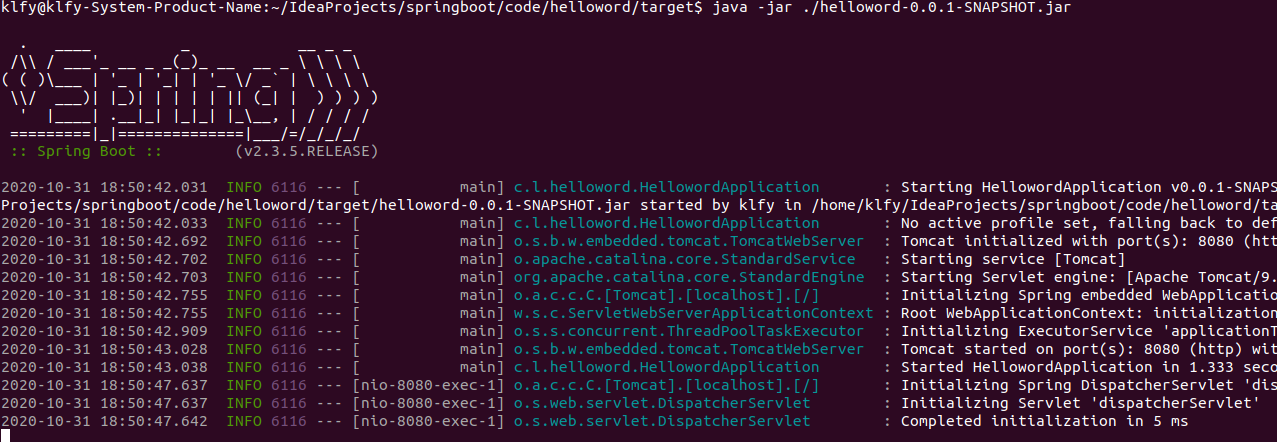 klfy@klfy-System-Product-Name:~/IdeaProjects/springboot/code/helloword/target$ java -jar ./helloword-0.0.1-SNAPSHOT.jar
  .   ____          _            __ _ _
 /\\ / ___'_ __ _ _(_)_ __  __ _ \ \ \ \
( ( )\___ | '_ | '_| | '_ \/ _` | \ \ \ \
 \\/  ___)| |_)| | | | | || (_| |  ) ) ) )
  '  |____| .__|_| |_|_| |_\__, | / / / /
 =========|_|==============|___/=/_/_/_/
 :: Spring Boot ::        (v2.3.5.RELEASE)
2020-10-31 18:50:42.031  INFO 6116 --- [           main] c.l.helloword.HellowordApplication       : Starting HellowordApplication v0.0.1-SNAPS
Projects/springboot/code/helloword/target/helloword-0.0.1-SNAPSHOT.jar started by klfy in /home/klfy/IdeaProjects/springboot/code/helloword/ta
2020-10-31 18:50:42.033  INFO 6116 --- [           main] c.l.helloword.HellowordApplication       : No active profile set, falling back to def
2020-10-31 18:50:42.692  INFO 6116 --- [           main] o.s.b.w.embedded.tomcat.TomcatWebServer  : Tomcat initialized with port(s): 8080 (htt
2020-10-31 18:50:42.702  INFO 6116 --- [           main] o.apache.catalina.core.StandardService   : Starting service [Tomcat]
2020-10-31 18:50:42.703  INFO 6116 --- [           main] org.apache.catalina.core.StandardEngine  : Starting Servlet engine: [Apache Tomcat/9.
2020-10-31 18:50:42.755  INFO 6116 --- [           main] o.a.c.c.C.[Tomcat].[localhost].[/]       : Initializing Spring embedded WebApplicatio
2020-10-31 18:50:42.755  INFO 6116 --- [           main] w.s.c.ServletWebServerApplicationContext : Root WebApplicationContext: initialization
2020-10-31 18:50:42.909  INFO 6116 --- [           main] o.s.s.concurrent.ThreadPoolTaskExecutor  : Initializing ExecutorService 'applicationT
2020-10-31 18:50:43.028  INFO 6116 --- [           main] o.s.b.w.embedded.tomcat.TomcatWebServer  : Tomcat started on port(s): 8080 (http) wit
2020-10-31 18:50:43.038  INFO 6116 --- [           main] c.l.helloword.HellowordApplication       : Started HellowordApplication in 1.333 seco
2020-10-31 18:50:47.637  INFO 6116 --- [nio-8080-exec-1] o.a.c.c.C.[Tomcat].[localhost].[/]       : Initializing Spring DispatcherServlet 'dis
2020-10-31 18:50:47.637  INFO 6116 --- [nio-8080-exec-1] o.s.web.servlet.DispatcherServlet        : Initializing Servlet 'dispatcherServlet'
2020-10-31 18:50:47.642  INFO 6116 --- [nio-8080-exec-1] o.s.web.servlet.DispatcherServlet        : Completed initialization in 5 ms